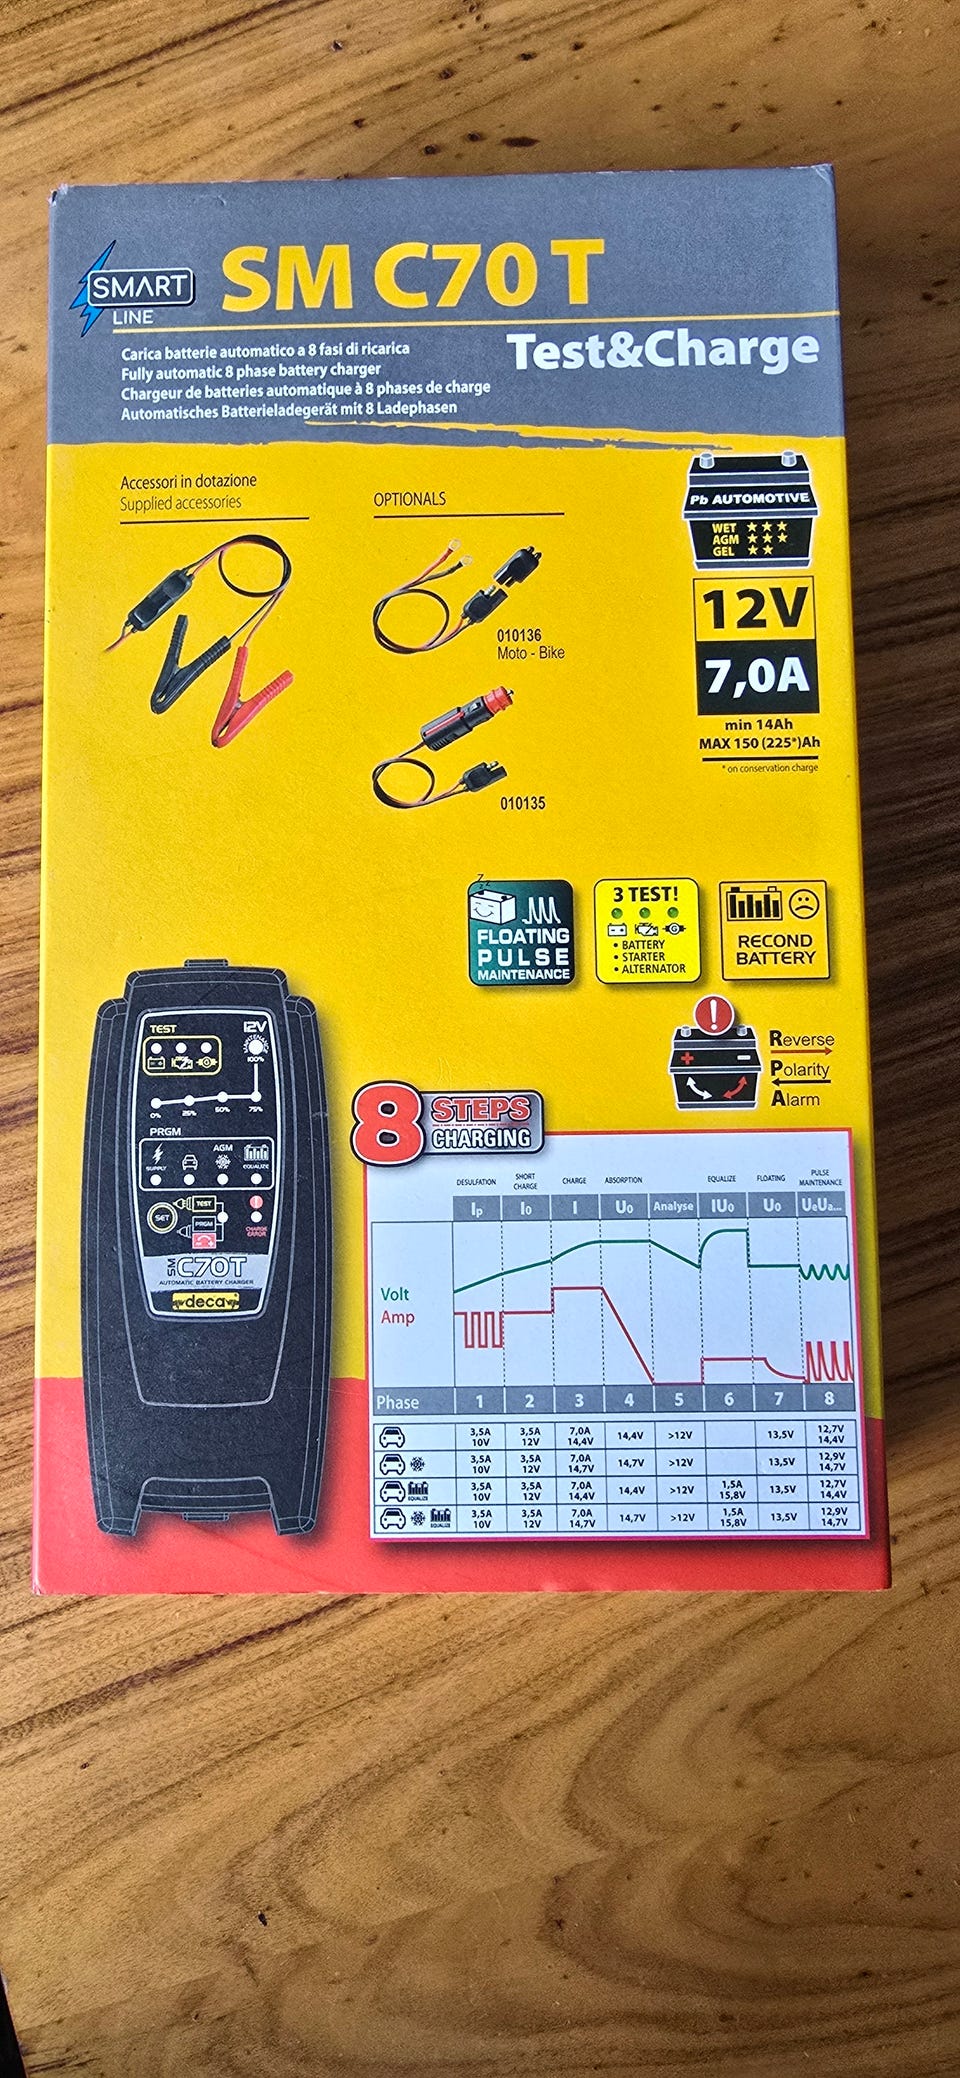 SMART
LINE
SM C70 T
Test&Charge
Carica batterie automatico a 8 fasi di ricarica
Fully automatic 8 phase battery charger
Chargeur de batteries automatique à 8 phases de charge
Automatisches Batterieladegerät mit 8 Ladephasen
Accessori in dotazione
Supplied accessories
OPTIONALS
010136
Moto - Bike
010135
Pb AUTOMOTIVE
WET ★★★
AGM ★★★
GEL ★★
12V
7,0A
min 14Ah
MAX 150 (225*)Ah
* on conservation charge
Z Z
FLOATING
PULSE
MAINTENANCE
3 TEST!
G
• BATTERY
• STARTER
• ALTERNATOR
RECOND
BATTERY
!
+ -
Reverse
Polarity
Alarm
TEST
12V
MAINTENANCE
100%
G
0% 25% 50% 75%
PRGM
AGM
SUPPLY
EQUALIZE
SET
TEST
PRGM
CHARGE
ERROR
SM C70T
AUTOMATIC BATTERY CHARGER
deca
8 STEPS
CHARGING
DESULFATION SHORT CHARGE CHARGE ABSORPTION EQUALIZE FLOATING PULSE MAINTENANCE
Ip I0 I U0 Analyse IU0 U0 UeUa...
Volt
Amp
Phase 1 2 3 4 5 6 7 8
3,5A 3,5A 7,0A 14,4V >12V 13,5V 12,7V
10V 12V 14,4V 14,4V
3,5A 3,5A 7,0A 14,7V >12V 13,5V 12,9V
10V 12V 14,7V 14,7V
3,5A 3,5A 7,0A 14,4V >12V 1,5A 13,5V 12,7V
EQUALIZE 10V 12V 14,4V 15,8V 14,4V
3,5A 3,5A 7,0A 14,7V >12V 1,5A 13,5V 12,9V
EQUALIZE 10V 12V 14,7V 15,8V 14,7V